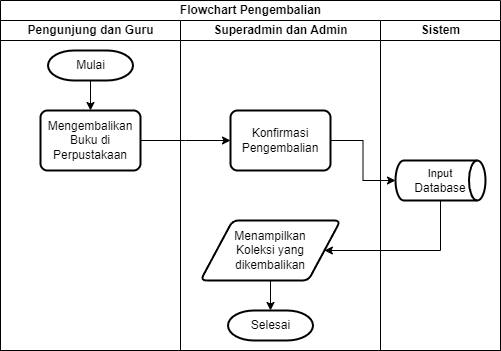 Flowchart Pengembalian
Pengunjung dan Guru
Superadmin dan Admin
Sistem
Mulai
Mengembalikan
Buku di
Perpustakaan
Konfirmasi
Pengembalian
Input
Database
Menampilkan
Koleksi yang
dikembalikan
Selesai